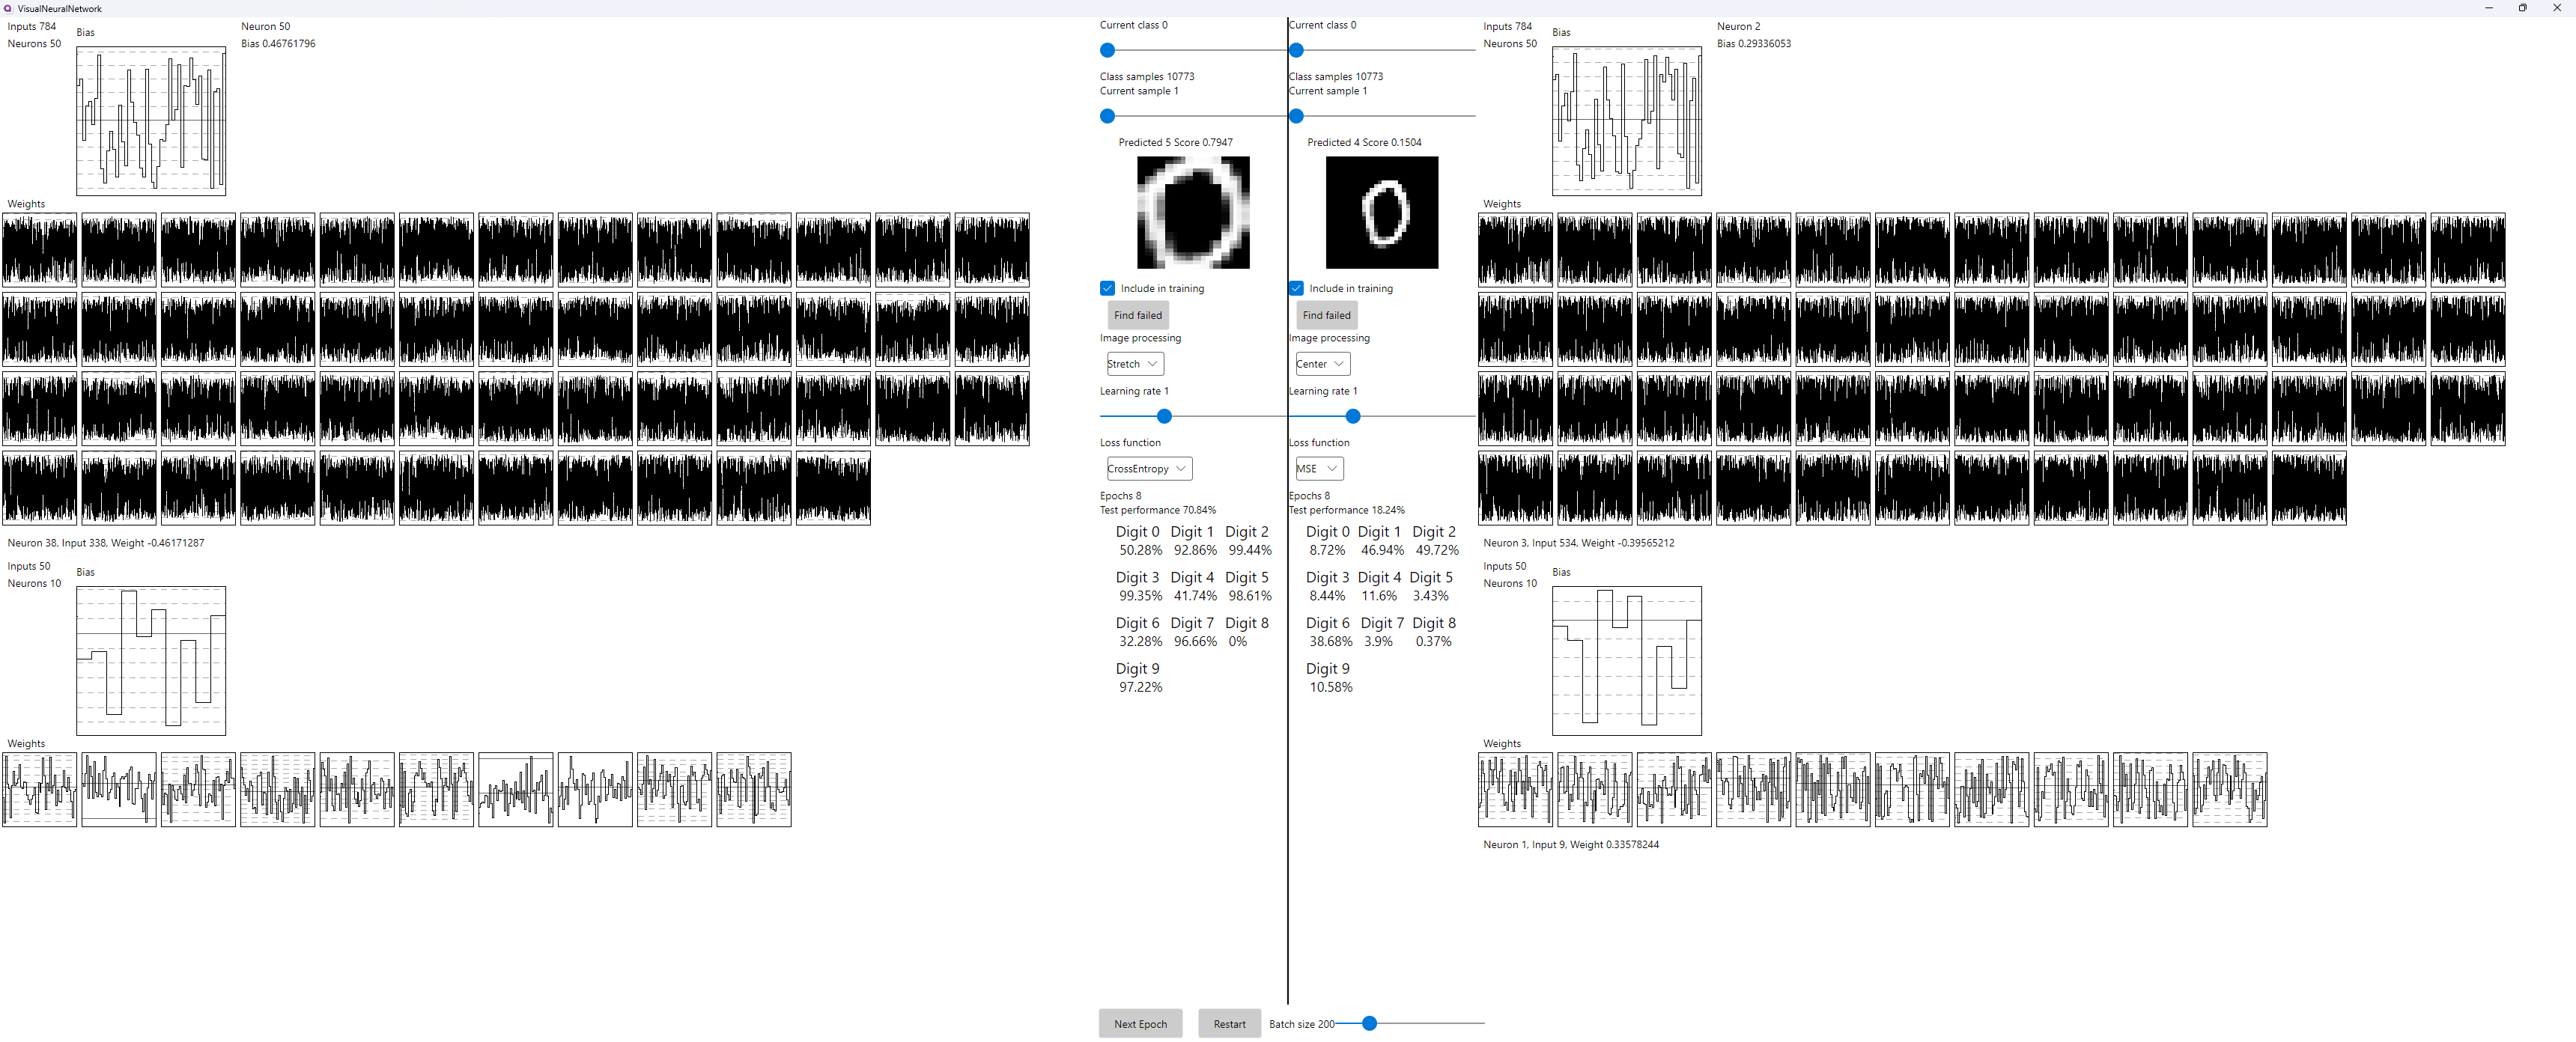 VisualNeuralNetwork
Inputs 784
Neurons 50
Bias
Neuron 50
Bias 0.46761796
Weights
Neuron 38, Input 338, Weight -0.46171287
Inputs 50
Neurons 10
Bias
Weights
Current class 0
Class samples 10773
Current sample 1
Predicted 5 Score 0.7947
Include in training
Find failed
Image processing
Stretch
Learning rate 1
Loss function
CrossEntropy
Epochs 8
Test performance 70.84%
Digit 0 Digit 1 Digit 2
50.28% 92.86% 99.44%
Digit 3 Digit 4 Digit 5
99.35% 41.74% 98.61%
Digit 6 Digit 7 Digit 8
32.28% 96.66% 0%
Digit 9
97.22%
Current class 0
Class samples 10773
Current sample 1
Predicted 4 Score 0.1504
Include in training
Find failed
Image processing
Center
Learning rate 1
Loss function
MSE
Epochs 8
Test performance 18.24%
Digit 0 Digit 1 Digit 2
8.72% 46.94% 49.72%
Digit 3 Digit 4 Digit 5
8.44% 11.6% 3.43%
Digit 6 Digit 7 Digit 8
38.68% 3.9% 0.37%
Digit 9
10.58%
Inputs 784
Neurons 50
Bias
Neuron 2
Bias 0.29336053
Weights
Neuron 3, Input 534, Weight -0.39565212
Inputs 50
Neurons 10
Bias
Weights
Neuron 1, Input 9, Weight 0.33578244
Next Epoch
Restart
Batch size 200